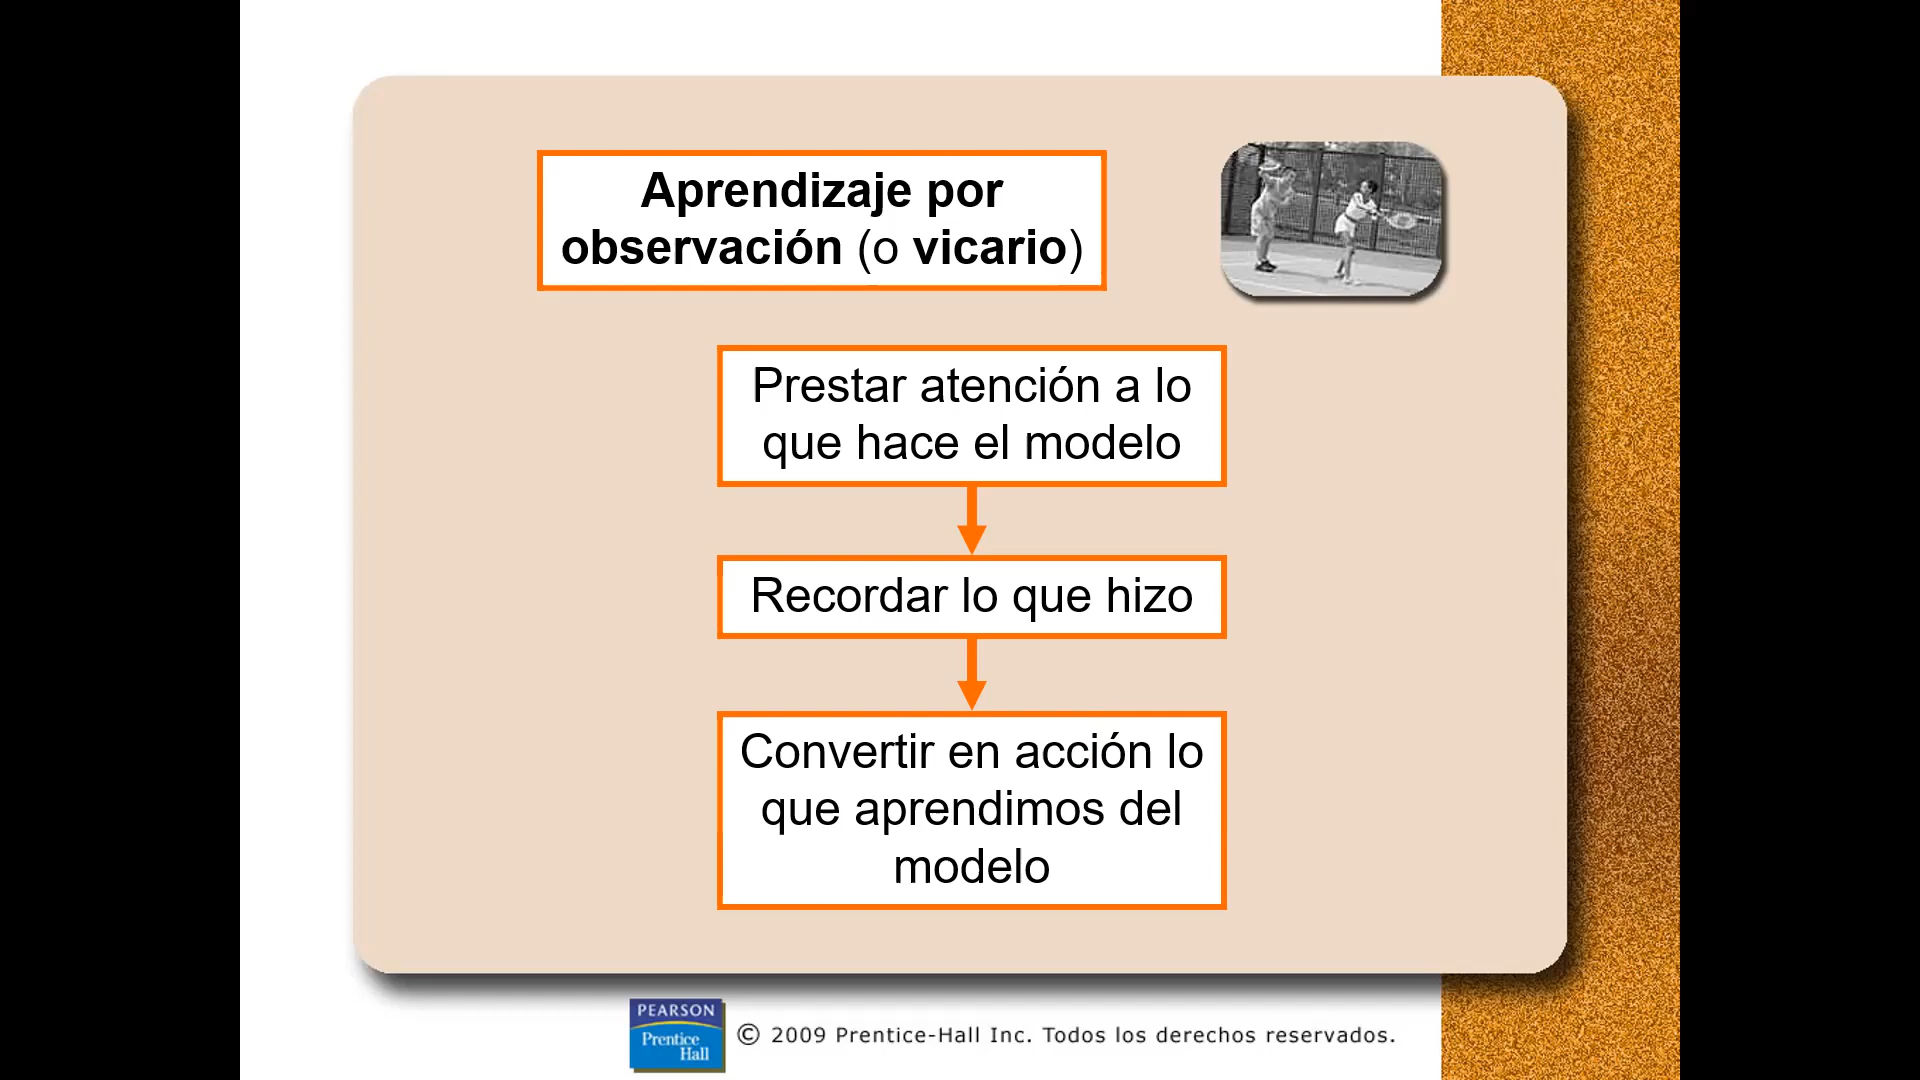 Aprendizaje por
observación (o vicario)
Prestar atención a lo
que hace el modelo
Recordar lo que hizo
Convertir en acción lo
que aprendimos del
modelo
PEARSON
Prentice
Hall
© 2009 Prentice-Hall Inc. Todos los derechos reservados.